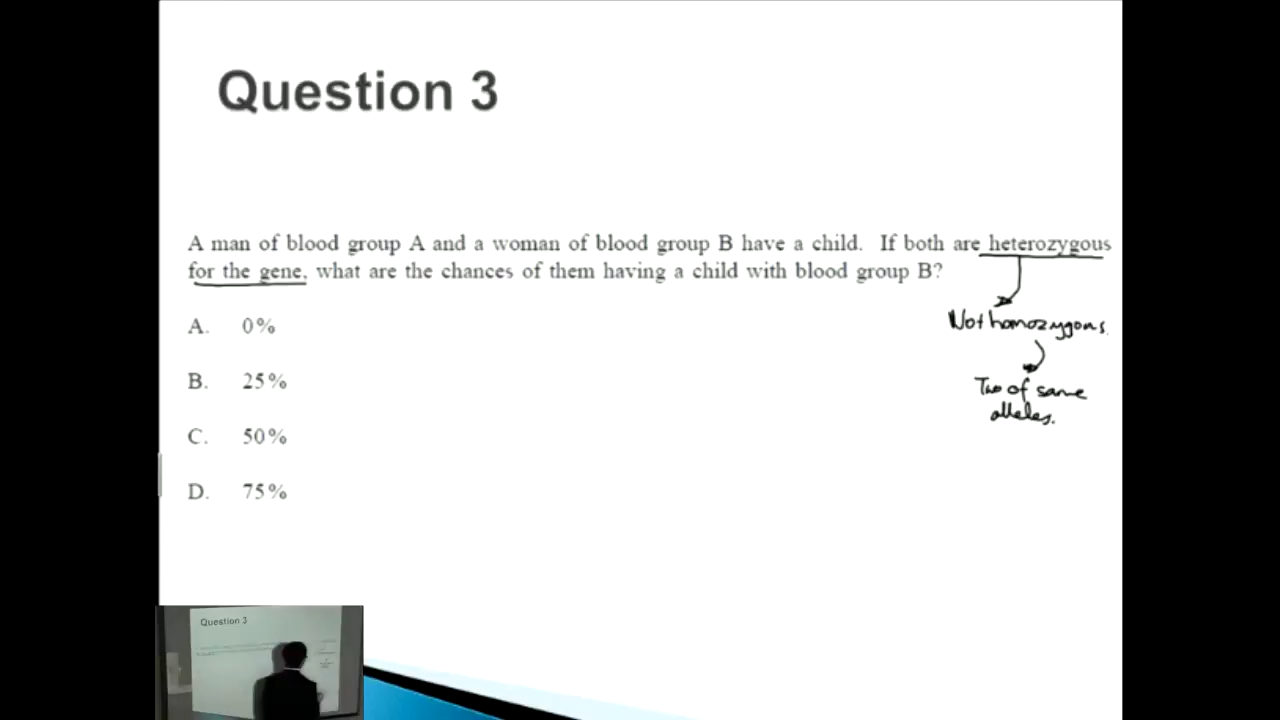 Question 3
A man of blood group A and a woman of blood group B have a child. If both are heterozygous
for the gene, what are the chances of them having a child with blood group B?
A. 0%
B. 25%
C. 50%
D. 75%
Not homozygous.
Two of same
alleles.
Question 3